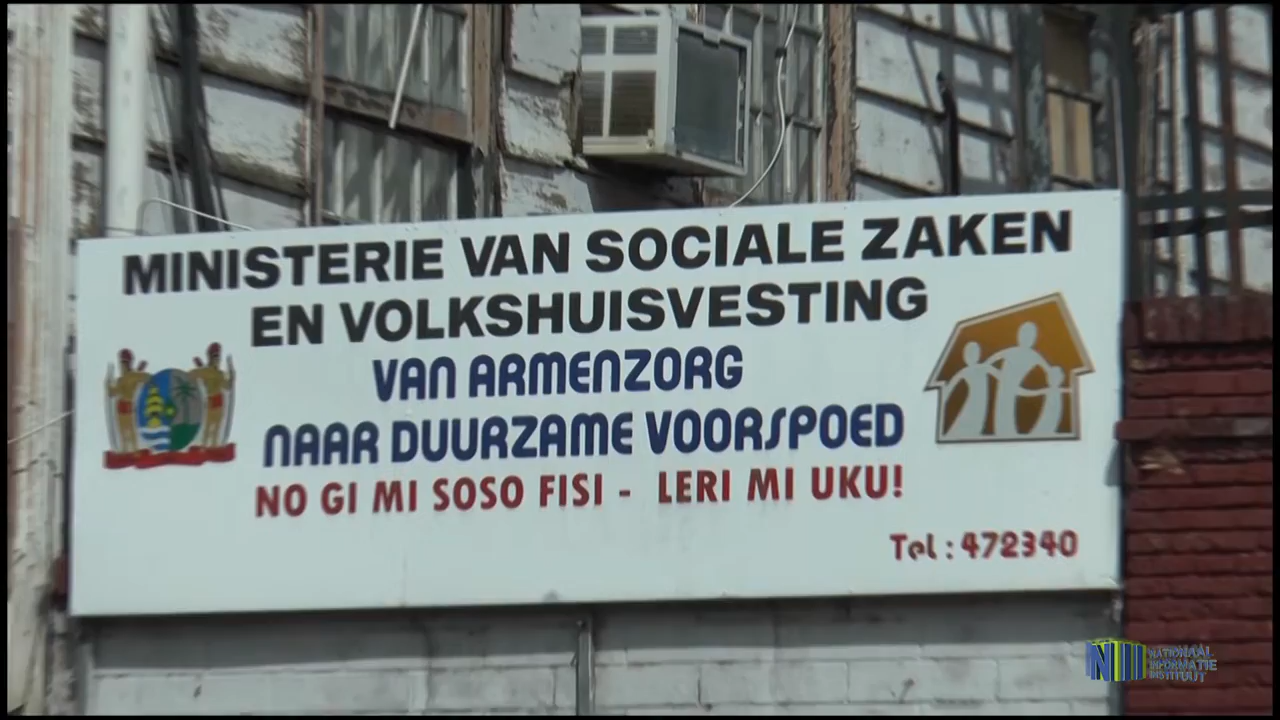 MINISTERIE VAN SOCIALE ZAKEN
EN VOLKSHUISVESTING
VAN ARMENZORG
NAAR DUURZAME VOORSPOED
NO GI MI SOSO FISI - LERI MI UKU!
Tel : 472340
NII
NATIONAAL
INFORMATIE
INSTITUUT